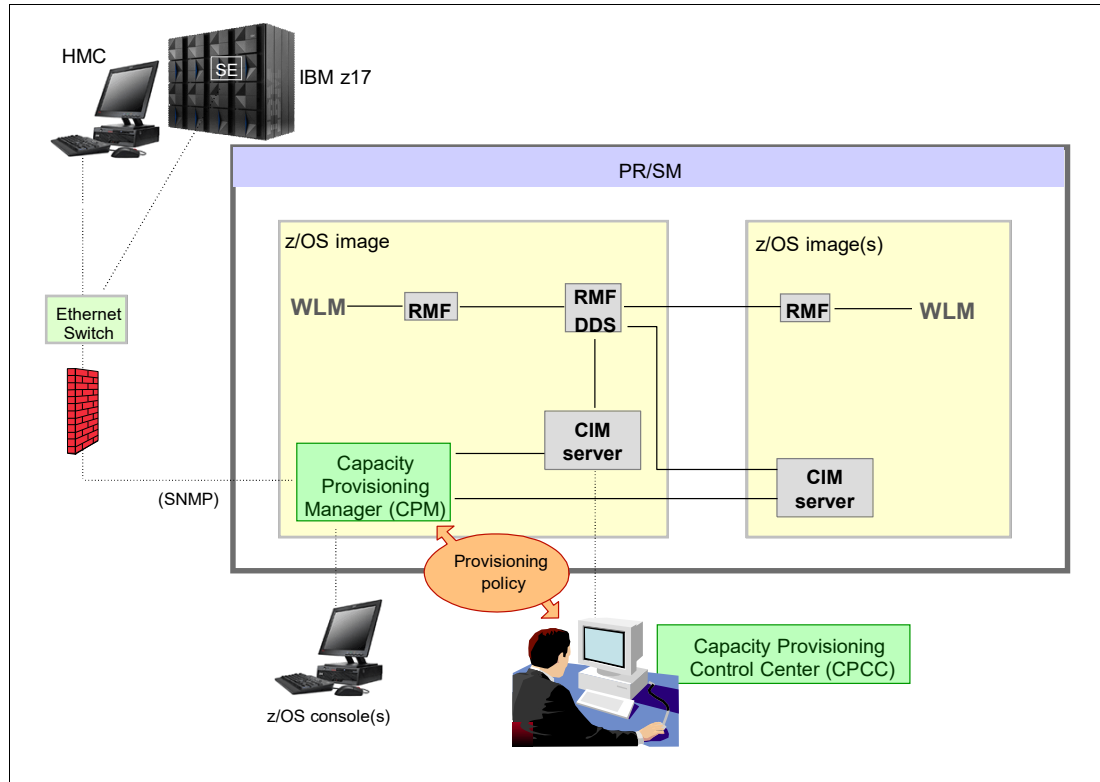 HMC
SE
IBM z17
PR/SM
z/OS image
z/OS image(s)
WLM
RMF
RMF
DDS
RMF
WLM
Ethernet
Switch
CIM
server
Capacity
Provisioning
Manager (CPM)
CIM
server
(SNMP)
Provisioning
policy
Capacity Provisioning
Control Center (CPCC)
z/OS console(s)